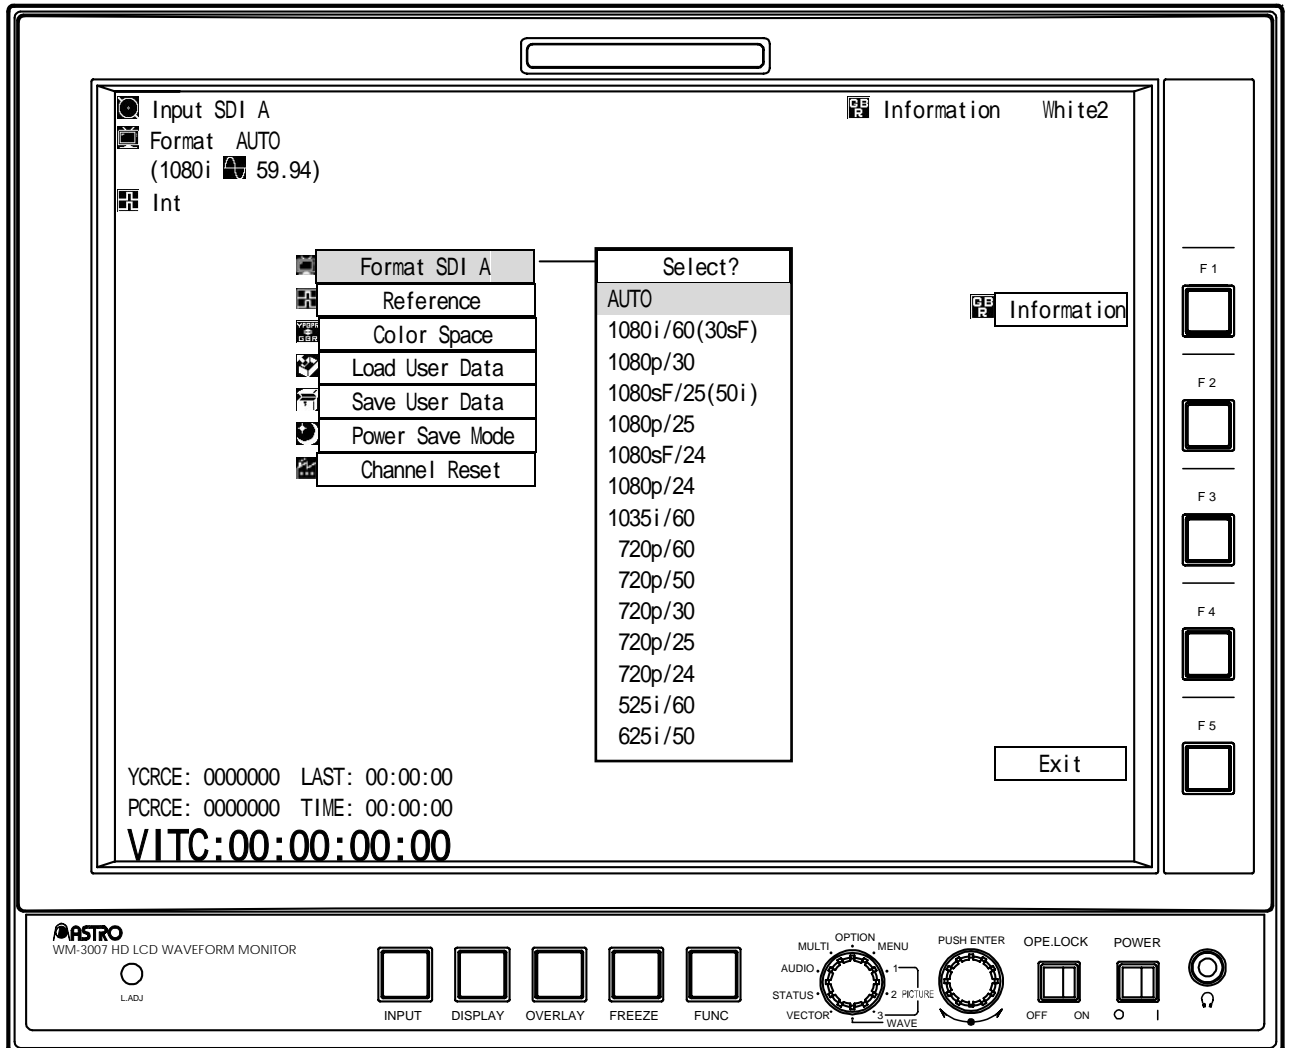 Input SDI A
Information White2
Format AUTO
(1080i 59.94)
Int
Format SDI A
Reference
Color Space
Load User Data
Save User Data
Power Save Mode
Channel Reset
Select?
AUTO
1080i/60(30sF)
1080p/30
1080sF/25(50i)
1080p/25
1080sF/24
1080p/24
1035i/60
720p/60
720p/50
720p/30
720p/25
720p/24
525i/60
625i/50
GB
R
Information
Exit
F1
F2
F3
F4
F5
YCRCE: 0000000 LAST: 00:00:00
PCRCE: 0000000 TIME: 00:00:00
VITC:00:00:00:00
ASTRO
WM-3007 HD LCD WAVEFORM MONITOR
L.ADJ
INPUT
DISPLAY
OVERLAY
FREEZE
FUNC
OPTION
MULTI
MENU
AUDIO
1
STATUS
2 PICTURE
VECTOR
3
WAVE
PUSH ENTER
OPE.LOCK
OFF ON
POWER
O I